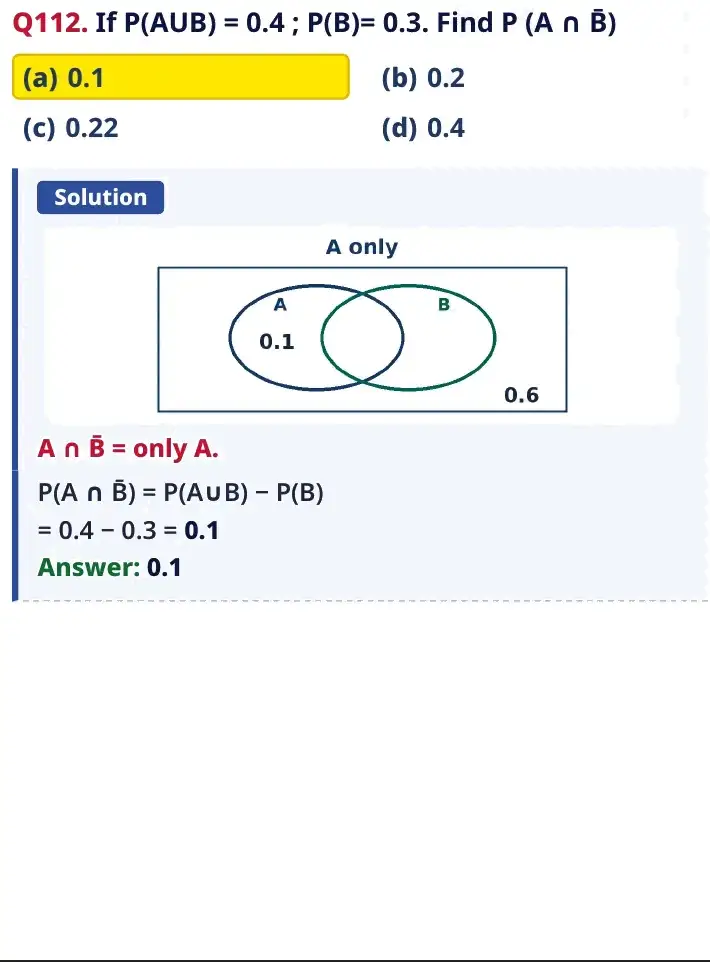 Q112. If P(AUB) = 0.4 ; P(B)= 0.3. Find P (A ∩ B̄)
(a) 0.1 (b) 0.2
(c) 0.22 (d) 0.4
Solution
A only
A B
0.1
0.6
A ∩ B̄ = only A.
P(A ∩ B̄) = P(A∪B) − P(B)
= 0.4 − 0.3 = 0.1
Answer: 0.1